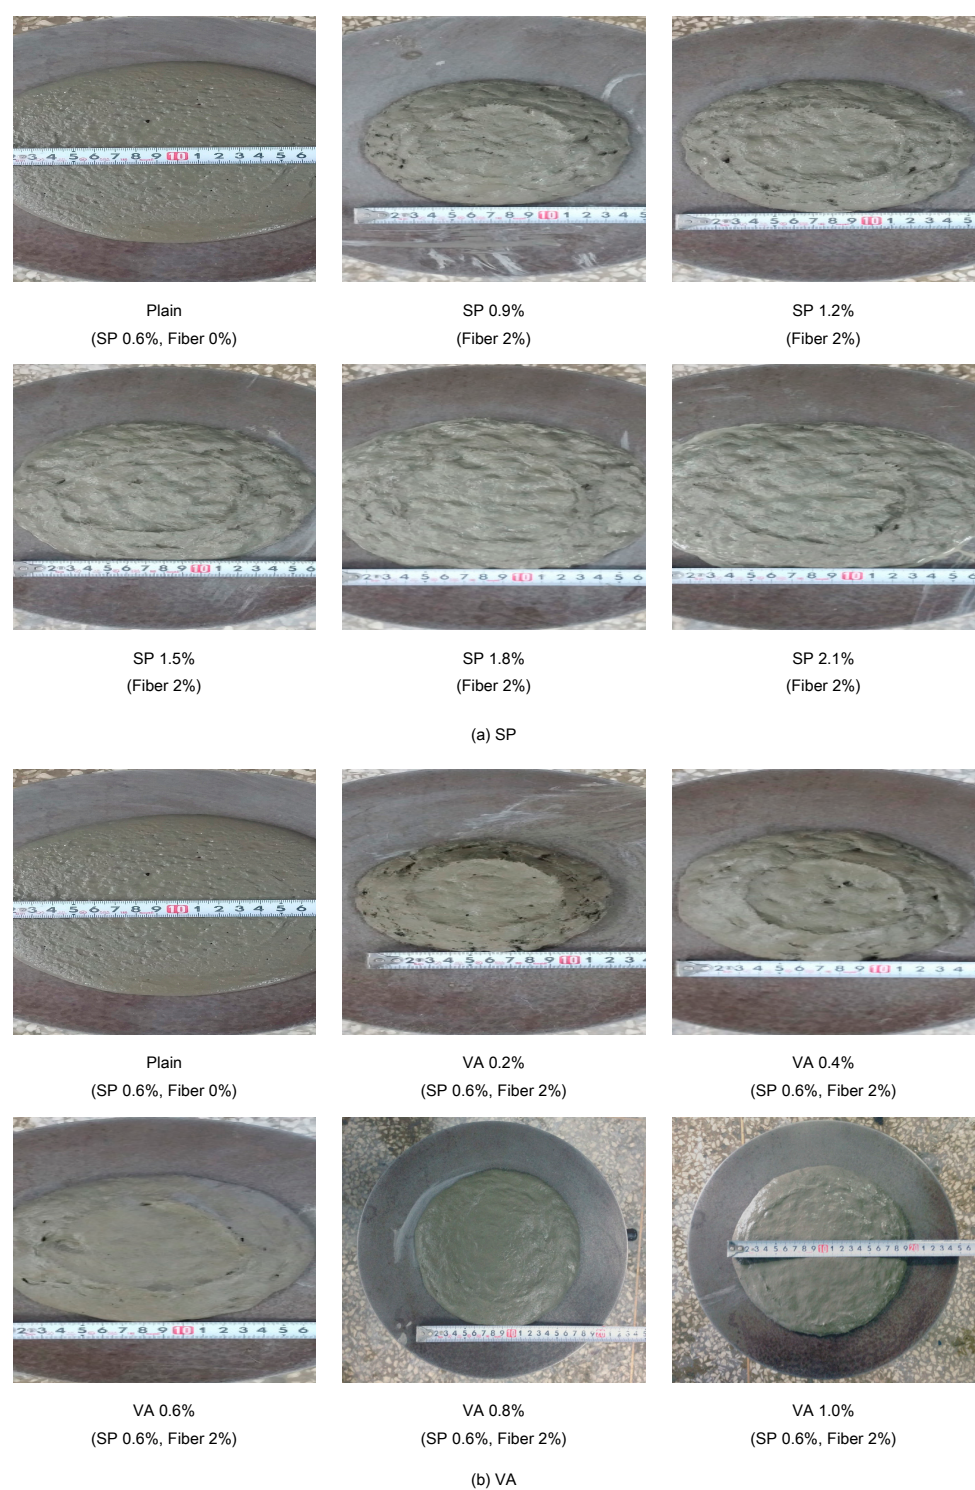 Plain
(SP 0.6%, Fiber 0%)
SP 0.9%
(Fiber 2%)
SP 1.2%
(Fiber 2%)
SP 1.5%
(Fiber 2%)
SP 1.8%
(Fiber 2%)
SP 2.1%
(Fiber 2%)
(a) SP
Plain
(SP 0.6%, Fiber 0%)
VA 0.2%
(SP 0.6%, Fiber 2%)
VA 0.4%
(SP 0.6%, Fiber 2%)
VA 0.6%
(SP 0.6%, Fiber 2%)
VA 0.8%
(SP 0.6%, Fiber 2%)
VA 1.0%
(SP 0.6%, Fiber 2%)
(b) VA